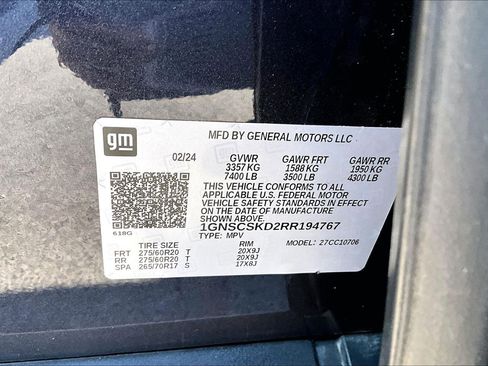 gm
MFD BY GENERAL MOTORS LLC
02/24 GVWR GAWR FRT GAWR RR
3357 KG 1588 KG 1950 KG
7400 LB 3500 LB 4300 LB
THIS VEHICLE CONFORMS TO ALL
APPLICABLE U.S. FEDERAL MOTOR
VEHICLE SAFETY STANDARDS IN EFFECT
ON THE DATE OF MANUFACTURE
SHOWN ABOVE.
1GNSCSKD2RR194767
618G
TYPE: MPV MODEL: 27CC10706
TIRE SIZE RIM
FRT 275/60R20 T 20X9J
RR 275/60R20 T 20X9J
SPA 265/70R17 S 17X8J